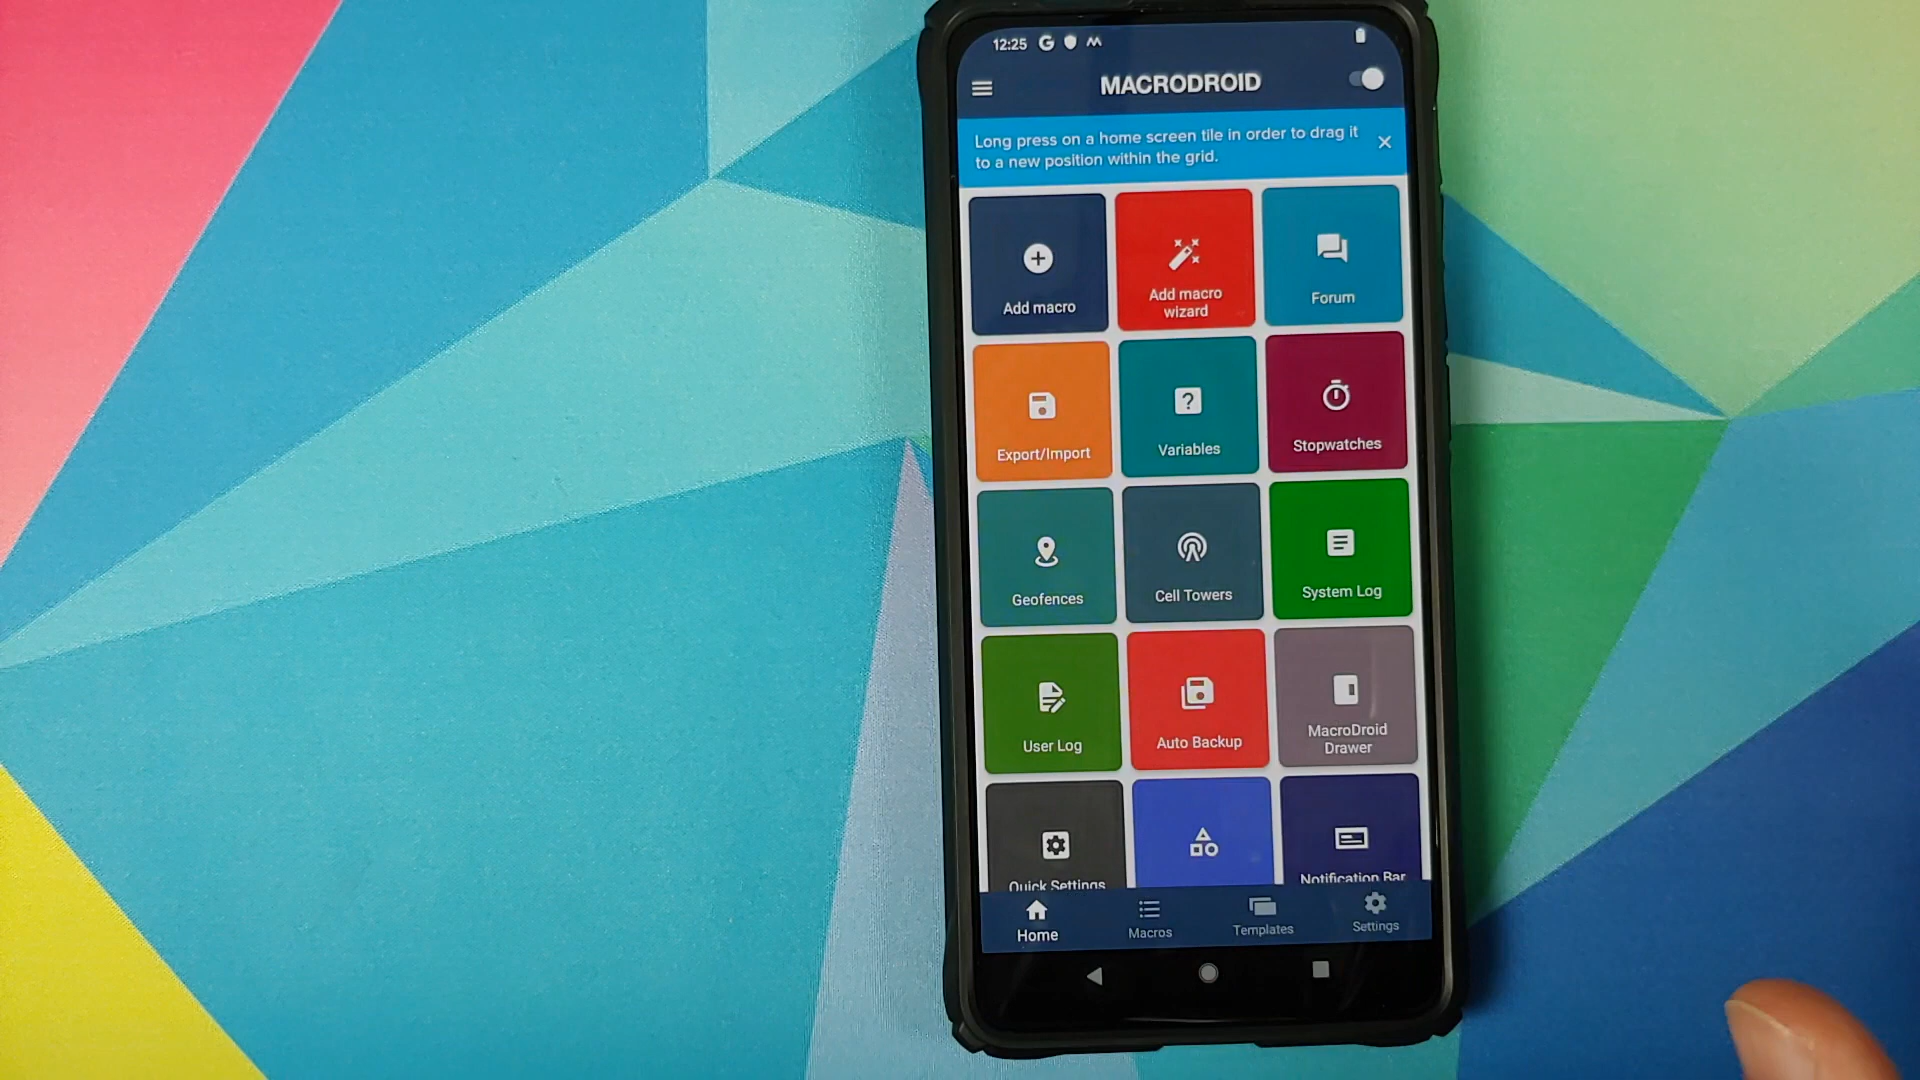 12:25
MACRODROID
Long press on a home screen tile in order to drag it
to a new position within the grid.
Add macro
Add macro
wizard
Forum
Export/Import
Variables
Stopwatches
Geofences
Cell Towers
System Log
User Log
Auto Backup
MacroDroid
Drawer
Quick Settings
Notification Bar
Home
Macros
Templates
Settings